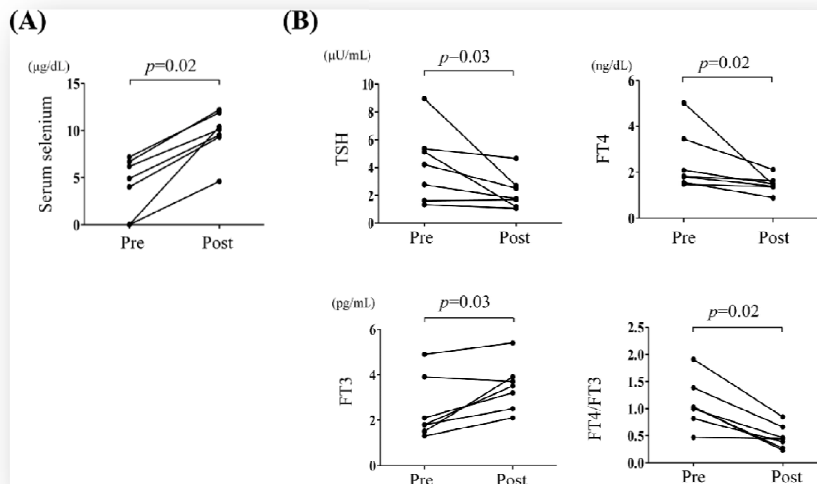 (A)
(μg/dL)
p=0.02
15
10
5
0
Serum selenium
Pre Post
(B)
(μU/mL)
p=0.03
10
8
6
4
2
0
TSH
Pre Post
(ng/dL)
p=0.02
6
4
2
0
FT4
Pre Post
(pg/mL)
p=0.03
6
4
2
0
FT3
Pre Post
p=0.02
2.5
2.0
1.5
1.0
0.5
0.0
FT4/FT3
Pre Post